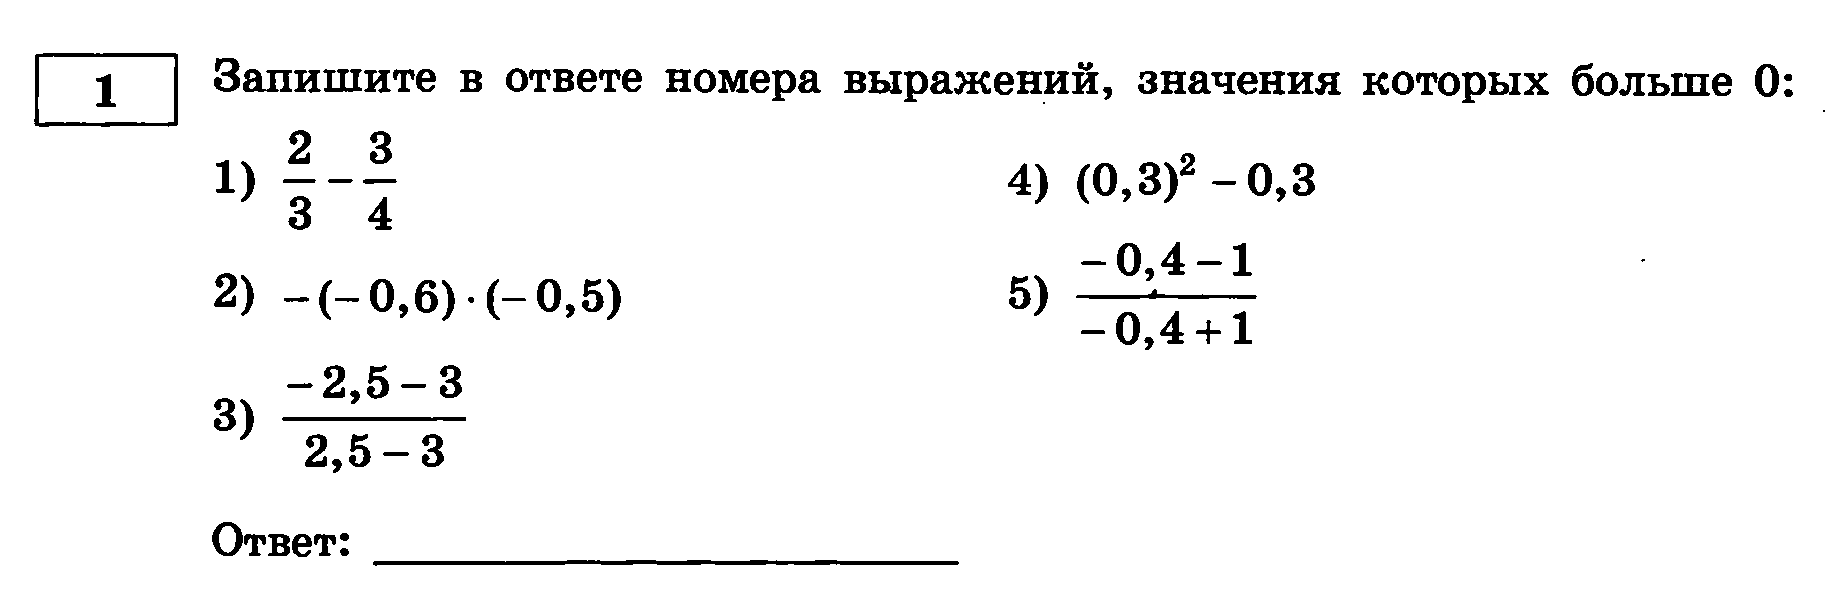 1 Запишите в ответе номера выражений, значения которых больше 0:
1) 2/3 − 3/4
2) −(−0,6)·(−0,5)
3) (−2,5 − 3)/(2,5 − 3)
4) (0,3)² − 0,3
5) (−0,4 − 1)/(−0,4 + 1)
Ответ: